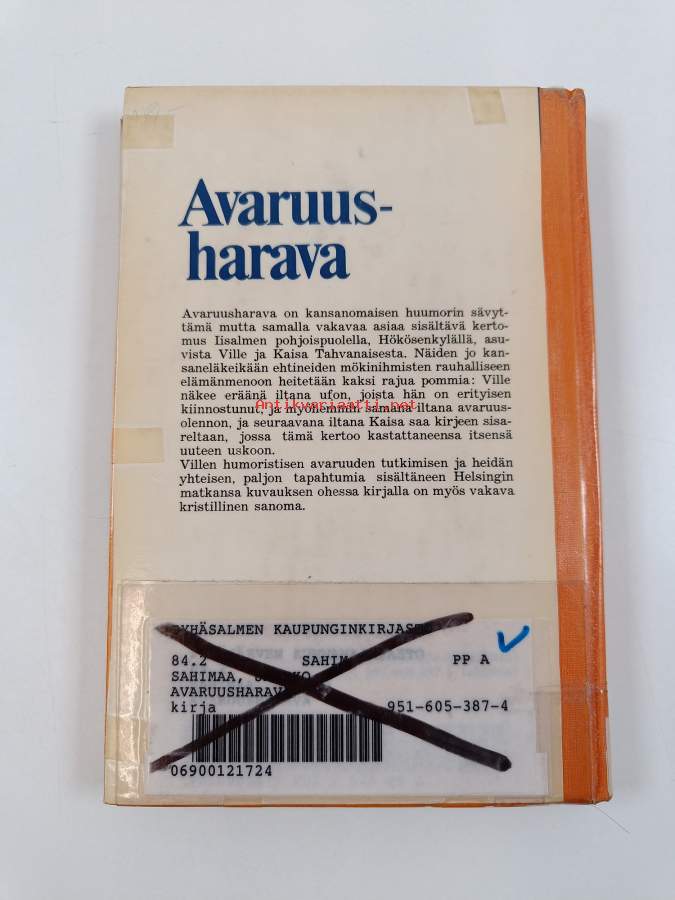 Avaruus-
harava
Avaruusharava on kansanomaisen huumorin sävyt-
tämä mutta samalla vakavaa asiaa sisältävä kerto-
mus Iisalmen pohjoispuolella, Hökösenkylällä, asu-
vista Ville ja Kaisa Tahvanaisesta. Näiden jo kan-
saneläkeikään ehtineiden mökinihmisten rauhalliseen
elämänmenoon heitetään kaksi rajua pommia: Ville
näkee eräänä iltana ufon, joista hän on erityisen
Antikvariaatti.net
kiinnostunut, ja myöhemmin samana iltana avaruus-
olennon, ja seuraavana iltana Kaisa saa kirjeen sisa-
reltaan, jossa tämä kertoo kastattaneensa itsensä
uuteen uskoon.
Villen humoristisen avaruuden tutkimisen ja heidän
yhteisen, paljon tapahtumia sisältäneen Helsingin
matkansa kuvauksen ohessa kirjalla on myös vakava
kristillinen sanoma.
PYHÄSALMEN KAUPUNGINKIRJASTO
84.2 PP A
SAHIMAA,
AVARUUSHARAVA
kirja 951-605-387-4
06900121724